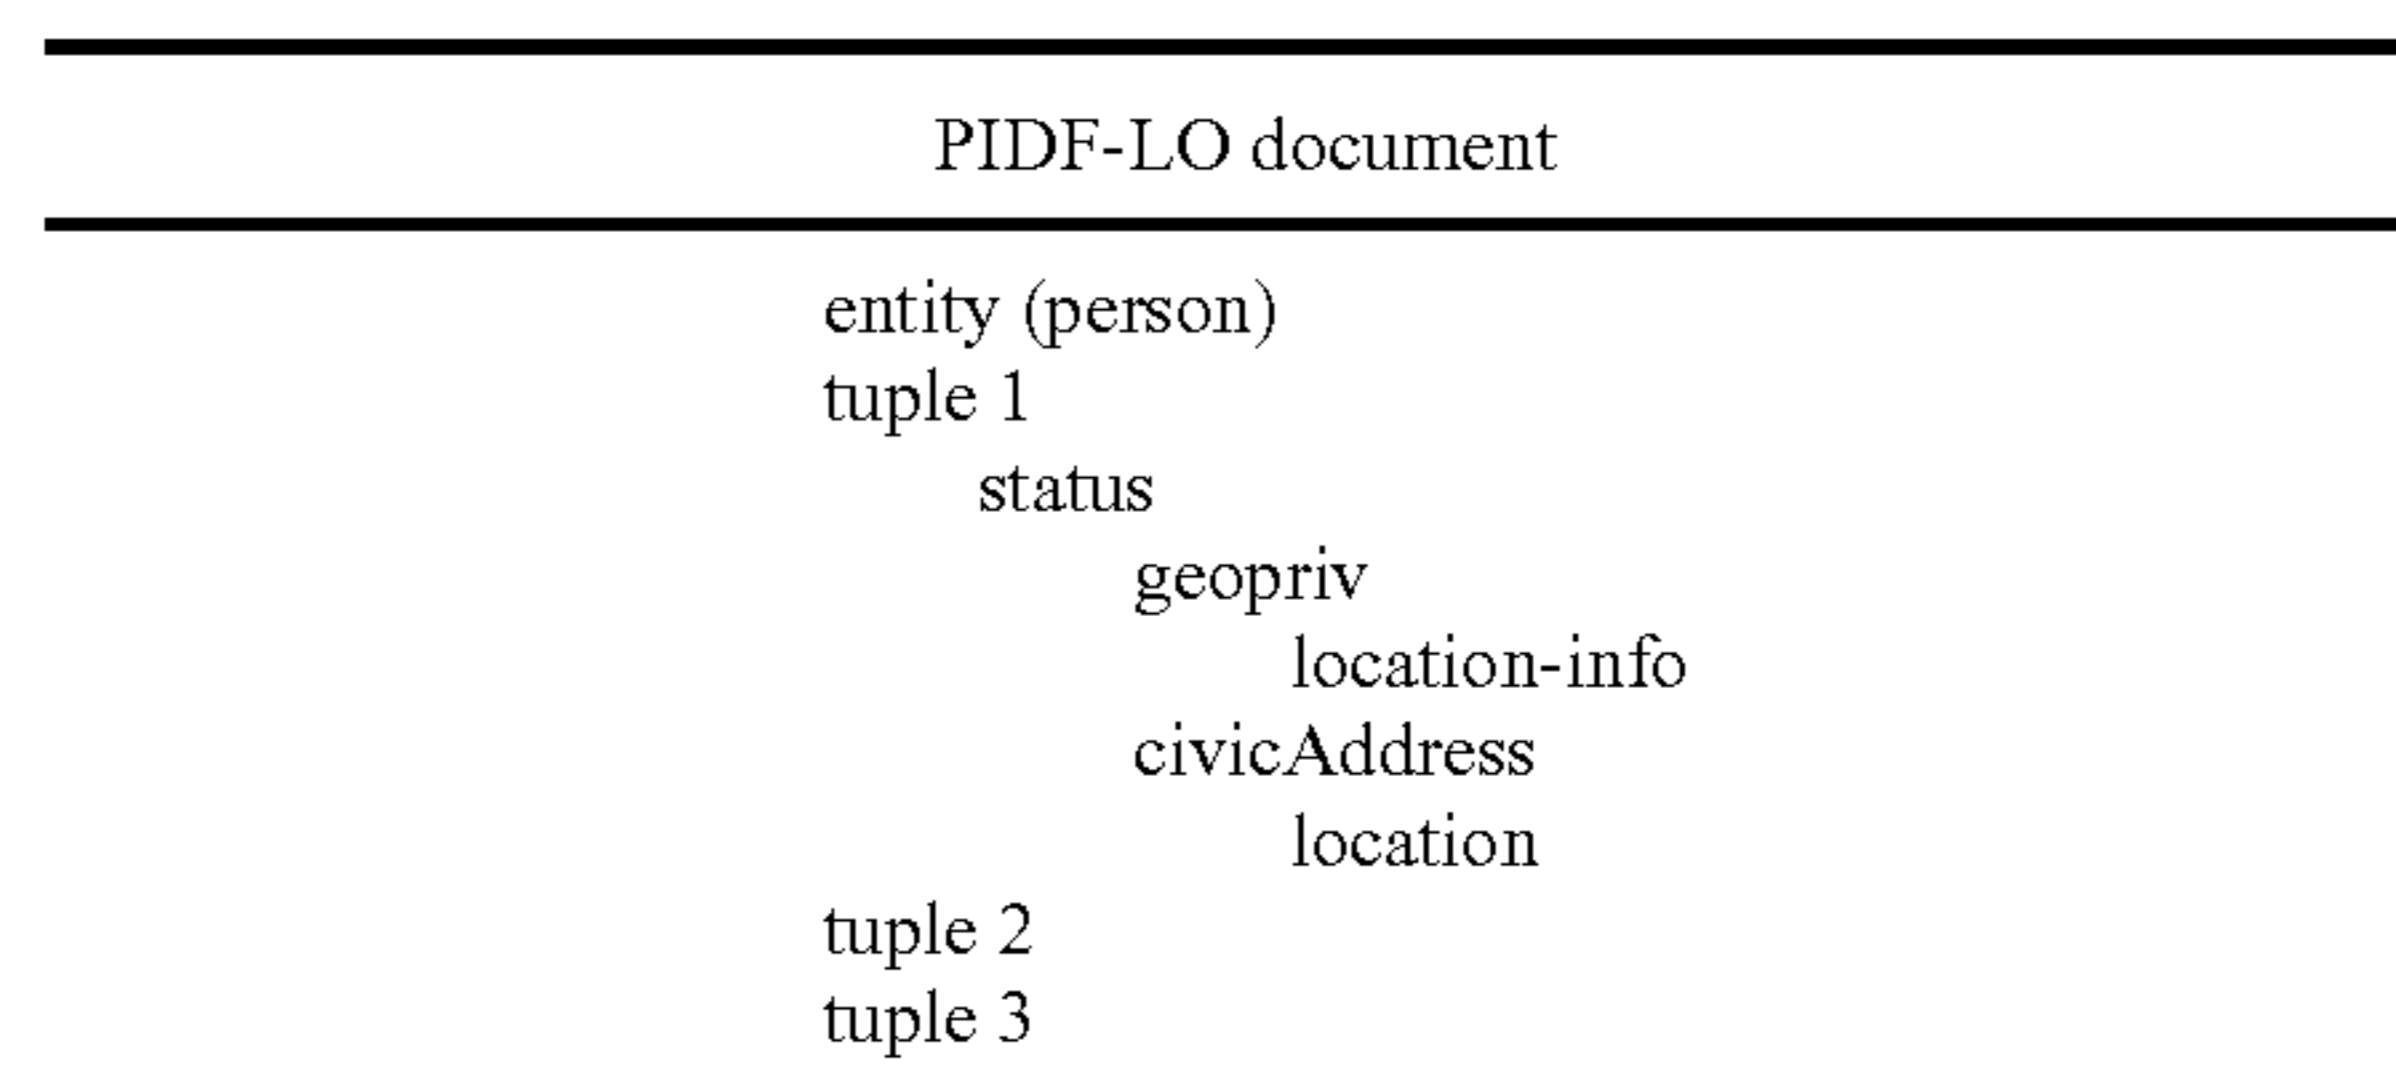 PIDF-LO document
entity (person)
tuple 1
status
geopriv
location-info
civicAddress
location
tuple 2
tuple 3